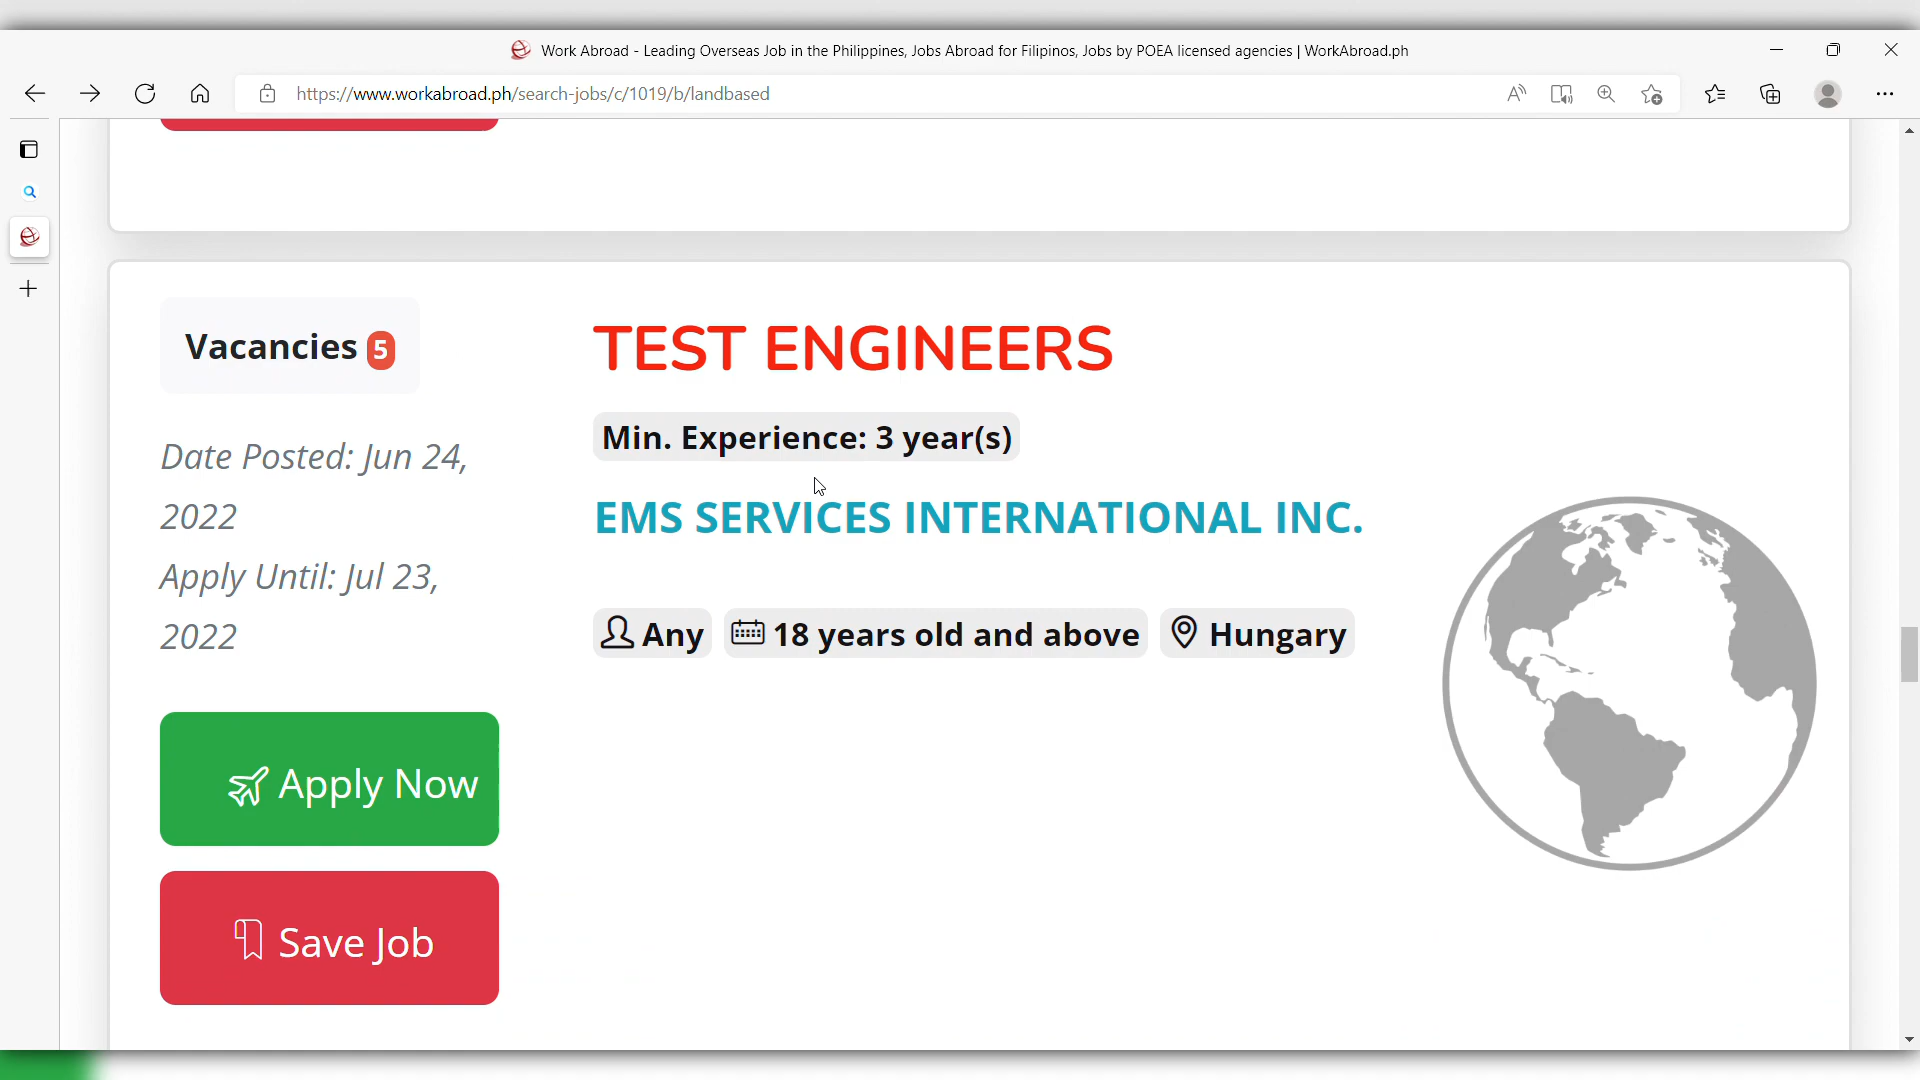 Work Abroad - Leading Overseas Job in the Philippines, Jobs Abroad for Filipinos, Jobs by POEA licensed agencies | WorkAbroad.ph
https://www.workabroad.ph/search-jobs/c/1019/b/landbased
Vacancies 5
TEST ENGINEERS
Min. Experience: 3 year(s)
Date Posted: Jun 24,
2022
EMS SERVICES INTERNATIONAL INC.
Apply Until: Jul 23,
2022
Any 18 years old and above Hungary
Apply Now
Save Job